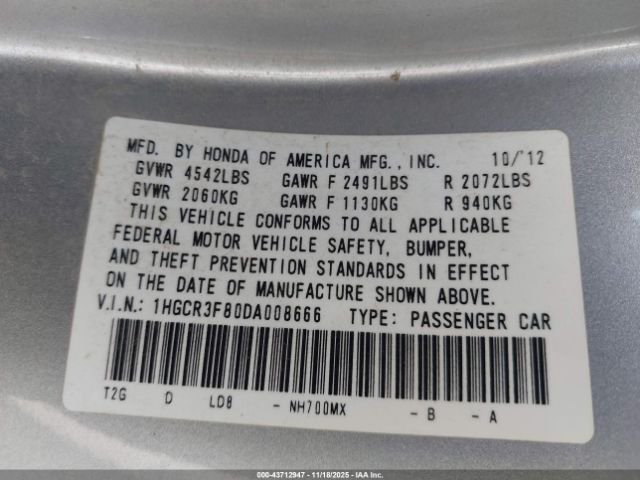 MFD. BY HONDA OF AMERICA MFG., INC. 10/'12
GVWR 4542LBS GAWR F 2491LBS R 2072LBS
GVWR 2060KG GAWR F 1130KG R 940KG
THIS VEHICLE CONFORMS TO ALL APPLICABLE
FEDERAL MOTOR VEHICLE SAFETY, BUMPER,
AND THEFT PREVENTION STANDARDS IN EFFECT
ON THE DATE OF MANUFACTURE SHOWN ABOVE.
V.I.N.: 1HGCR3F80DA008666 TYPE: PASSENGER CAR
T2G D LD8 - NH700MX - B - A
000-43712947 - 11/18/2025 - IAA Inc.